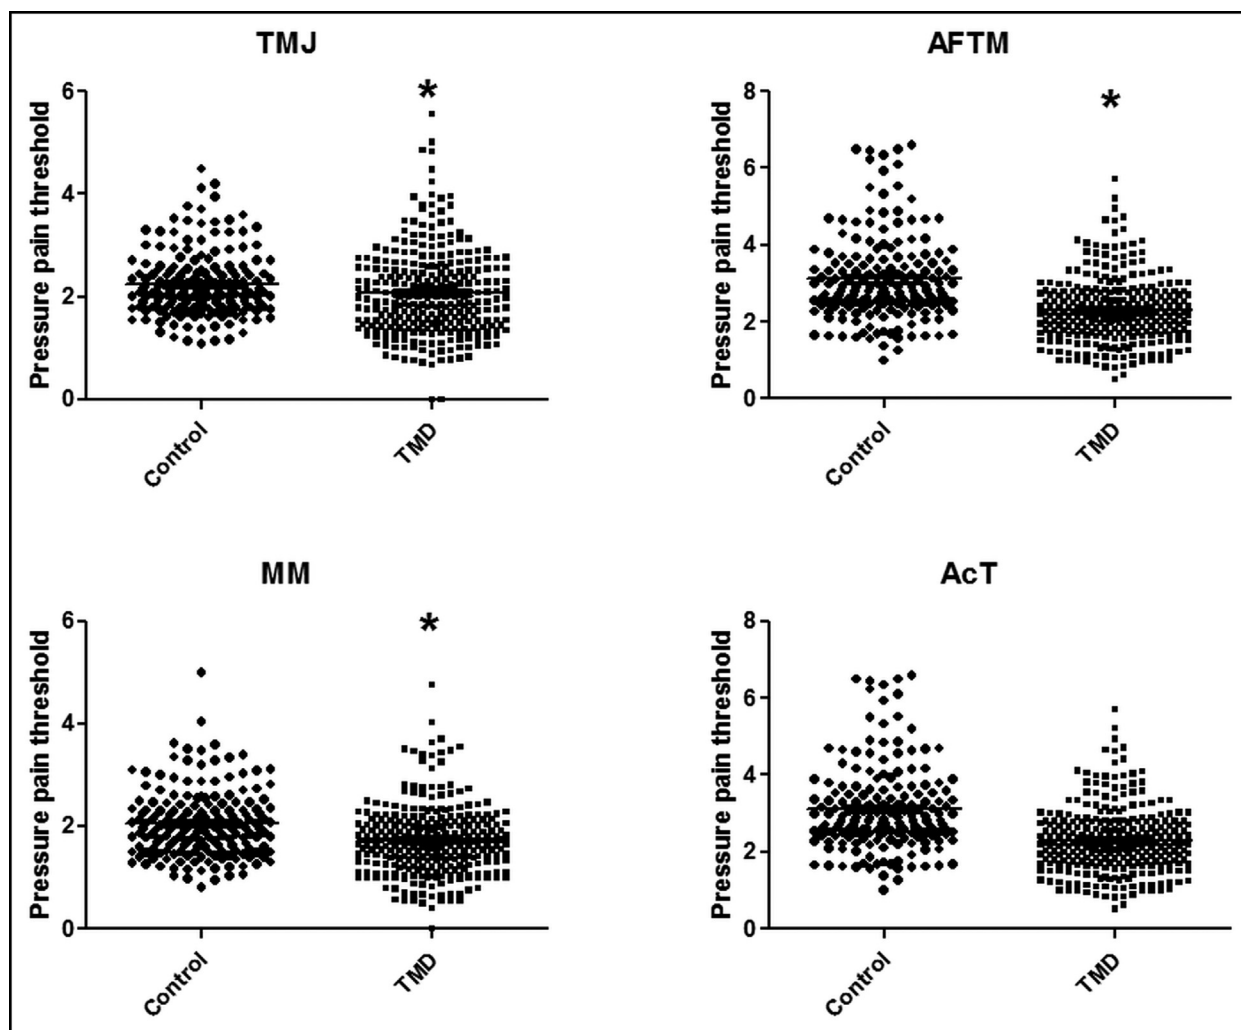 TMJ
*
Pressure pain threshold
6
4
2
0
Control
TMD
AFTM
*
Pressure pain threshold
8
6
4
2
0
Control
TMD
MM
*
Pressure pain threshold
6
4
2
0
Control
TMD
AcT
Pressure pain threshold
8
6
4
2
0
Control
TMD